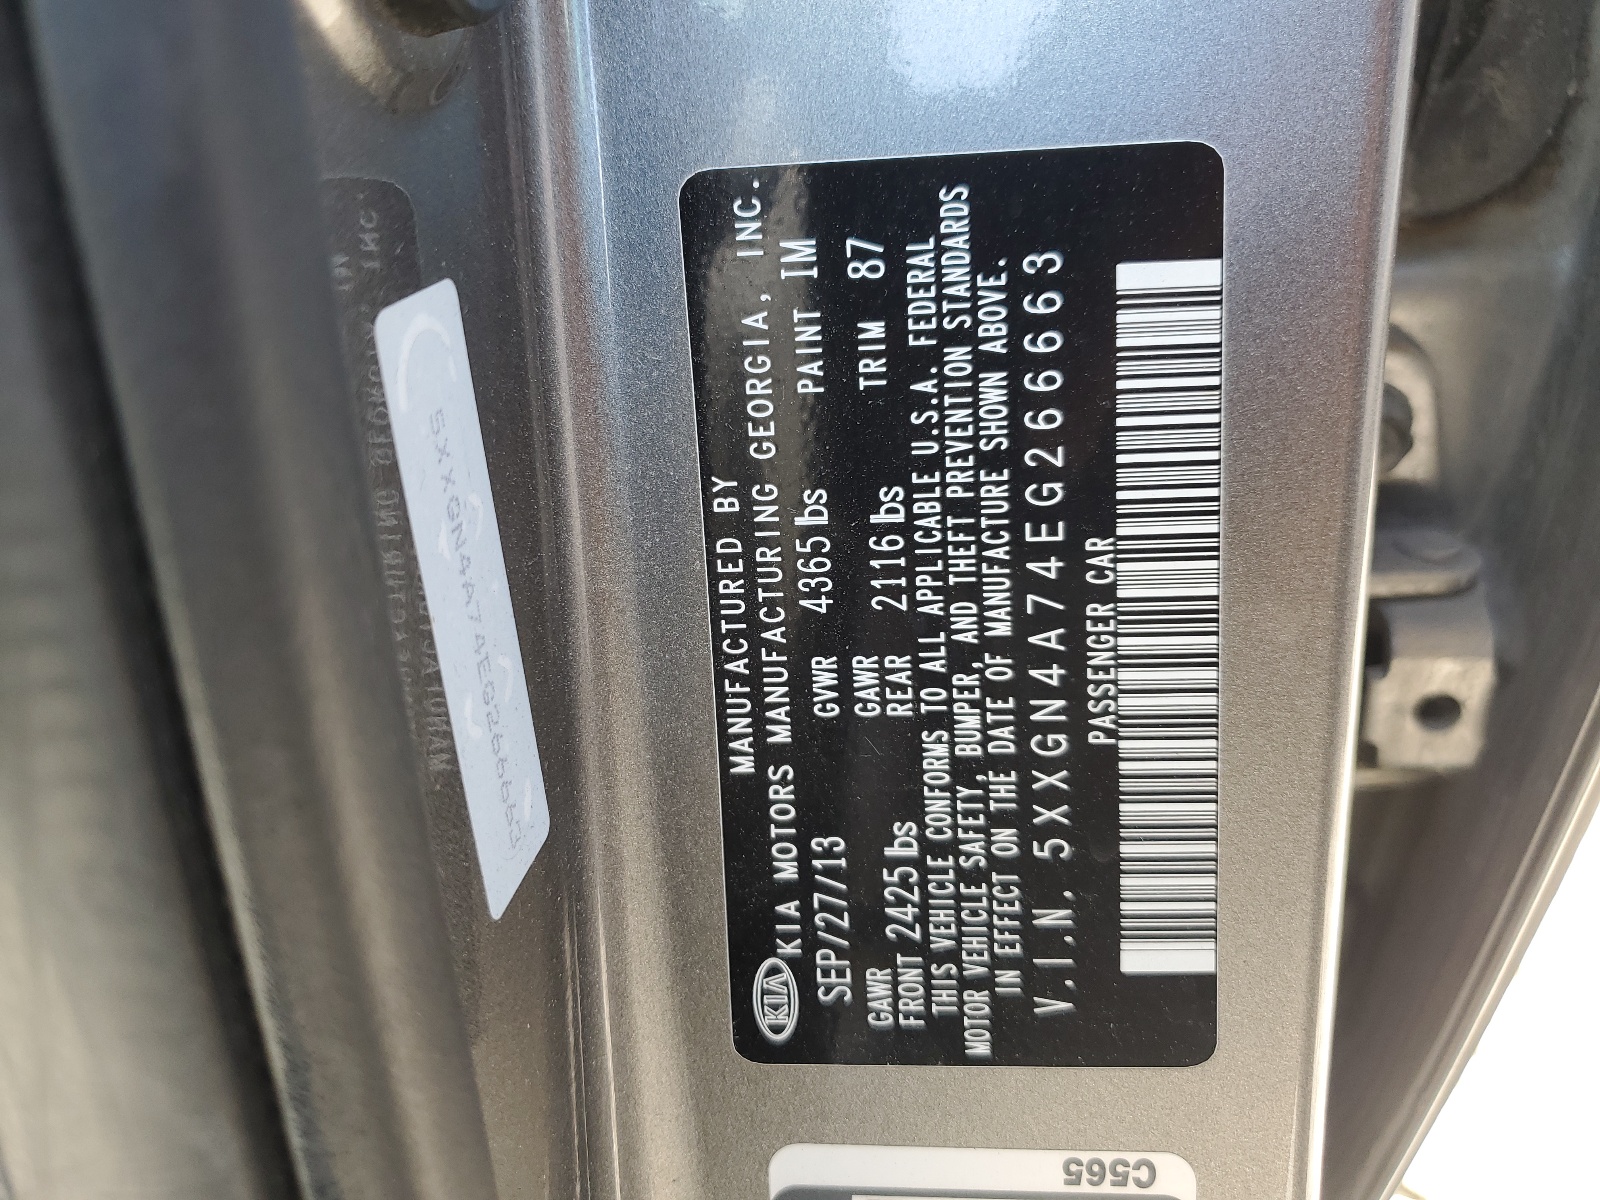 MANUFACTURED BY
KIA KIA MOTORS MANUFACTURING GEORGIA, INC.
SEP/27/13 GVWR 4365 lbs PAINT IM
GAWR FRONT 2425 lbs GAWR REAR 2116 lbs TRIM 87
THIS VEHICLE CONFORMS TO ALL APPLICABLE U.S.A. FEDERAL
MOTOR VEHICLE SAFETY, BUMPER, AND THEFT PREVENTION STANDARDS
IN EFFECT ON THE DATE OF MANUFACTURE SHOWN ABOVE.
V.I.N. 5XXGN4A74EG266663
PASSENGER CAR
5XXGN4A74EG266663
C565